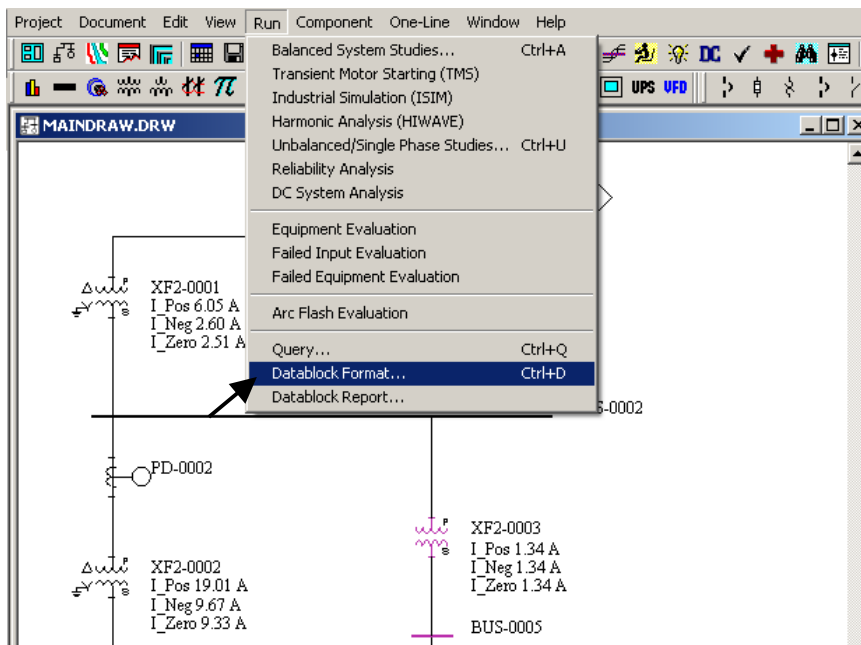 Project Document Edit View Run Component One-Line Window Help
DC
UPS VFD
MAINDRAW.DRW
Balanced System Studies... Ctrl+A
Transient Motor Starting (TMS)
Industrial Simulation (ISIM)
Harmonic Analysis (HIWAVE)
Unbalanced/Single Phase Studies... Ctrl+U
Reliability Analysis
DC System Analysis
Equipment Evaluation
Failed Input Evaluation
Failed Equipment Evaluation
Arc Flash Evaluation
Query... Ctrl+Q
Datablock Format... Ctrl+D
Datablock Report...
P
S
XF2-0001
I_Pos 6.05 A
I_Neg 2.60 A
I_Zero 2.51 A
-0002
PD-0002
P
S
XF2-0003
I_Pos 1.34 A
I_Neg 1.34 A
I_Zero 1.34 A
P
S
XF2-0002
I_Pos 19.01 A
I_Neg 9.67 A
I_Zero 9.33 A
BUS-0005